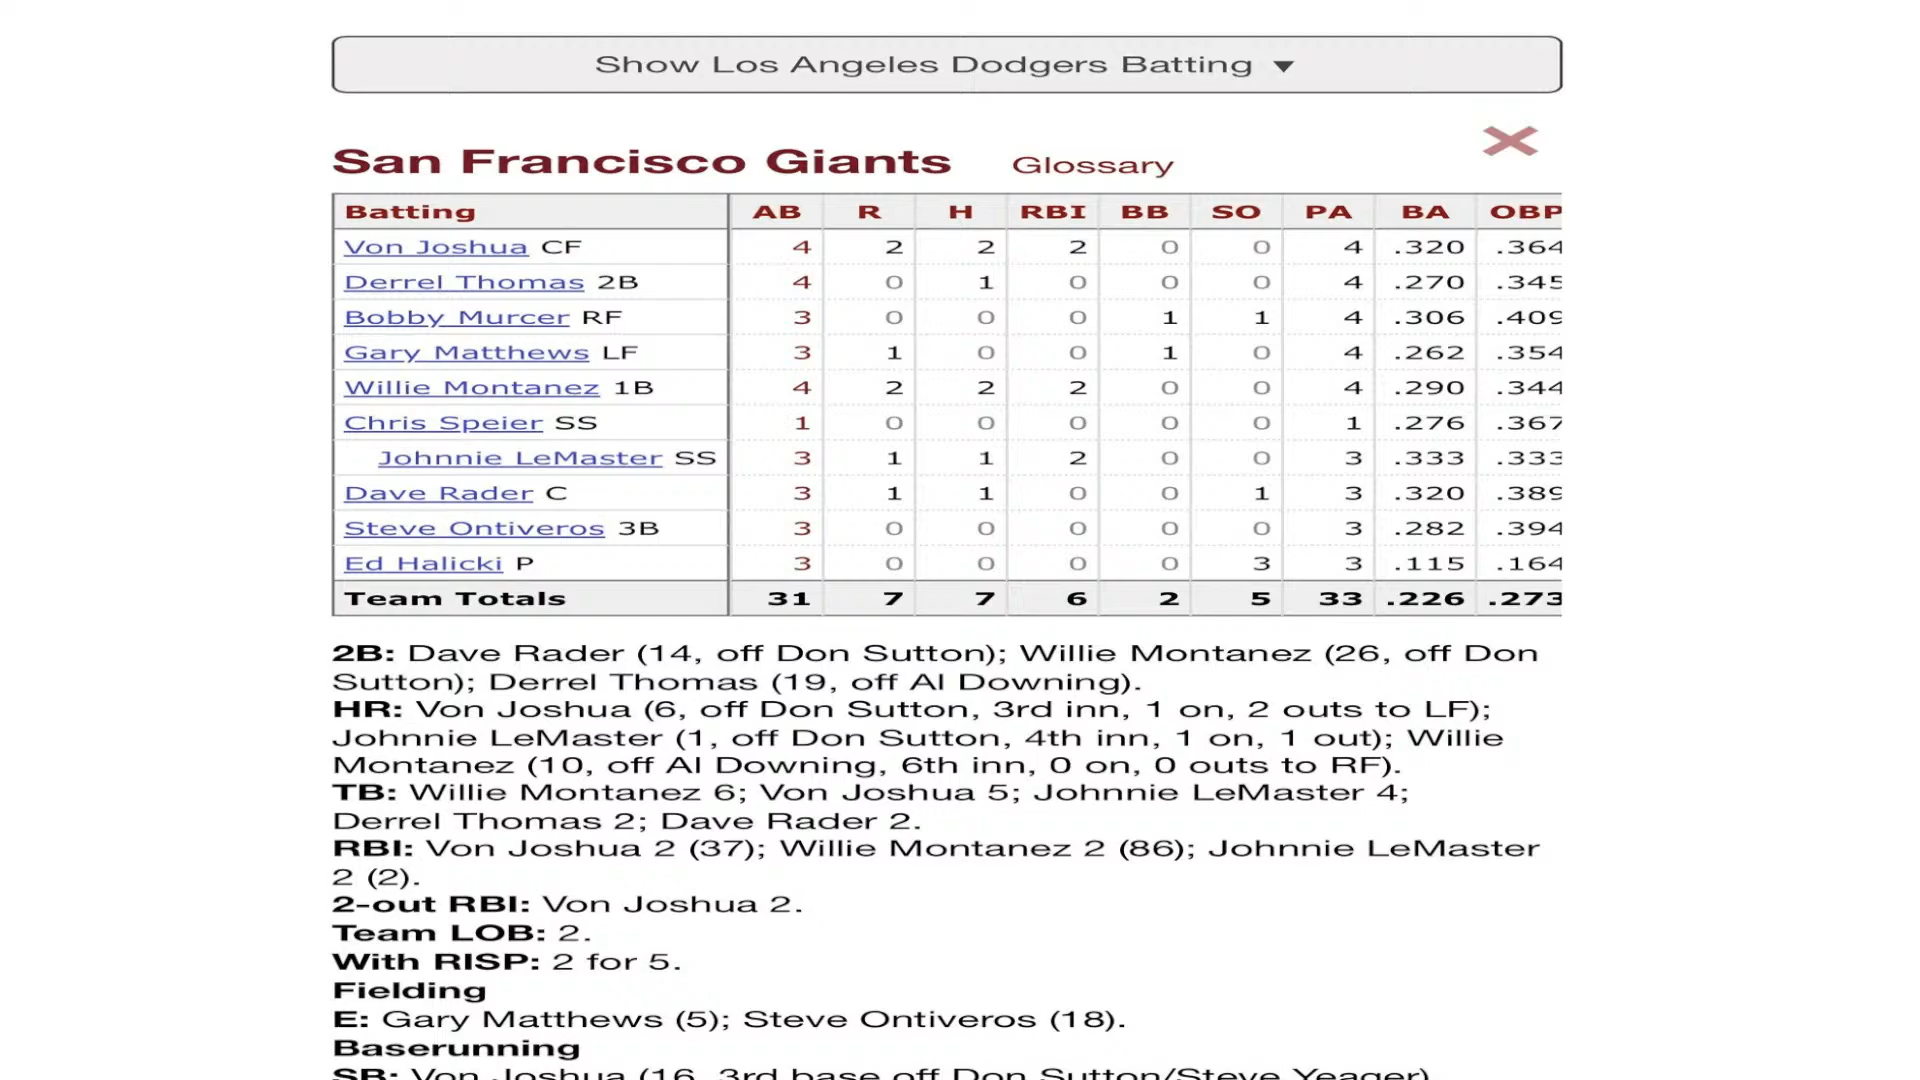 Show Los Angeles Dodgers Batting ▼
San Francisco Giants Glossary
Batting AB R H RBI BB SO PA BA OBP
Von Joshua CF 4 2 2 2 0 0 4 .320 .364
Derrel Thomas 2B 4 0 1 0 0 0 4 .270 .345
Bobby Murcer RF 3 0 0 0 1 1 4 .306 .409
Gary Matthews LF 3 1 0 0 1 0 4 .262 .354
Willie Montanez 1B 4 2 2 2 0 0 4 .290 .344
Chris Speier SS 1 0 0 0 0 0 1 .276 .367
Johnnie LeMaster SS 3 1 1 2 0 0 3 .333 .333
Dave Rader C 3 1 1 0 0 1 3 .320 .389
Steve Ontiveros 3B 3 0 0 0 0 0 3 .282 .394
Ed Halicki P 3 0 0 0 0 3 3 .115 .164
Team Totals 31 7 7 6 2 5 33 .226 .273
2B: Dave Rader (14, off Don Sutton); Willie Montanez (26, off Don
Sutton); Derrel Thomas (19, off Al Downing).
HR: Von Joshua (6, off Don Sutton, 3rd inn, 1 on, 2 outs to LF);
Johnnie LeMaster (1, off Don Sutton, 4th inn, 1 on, 1 out); Willie
Montanez (10, off Al Downing, 6th inn, 0 on, 0 outs to RF).
TB: Willie Montanez 6; Von Joshua 5; Johnnie LeMaster 4;
Derrel Thomas 2; Dave Rader 2.
RBI: Von Joshua 2 (37); Willie Montanez 2 (86); Johnnie LeMaster
2 (2).
2-out RBI: Von Joshua 2.
Team LOB: 2.
With RISP: 2 for 5.
Fielding
E: Gary Matthews (5); Steve Ontiveros (18).
Baserunning
SB: Von Joshua (16, 3rd base off Don Sutton/Steve Yeager)